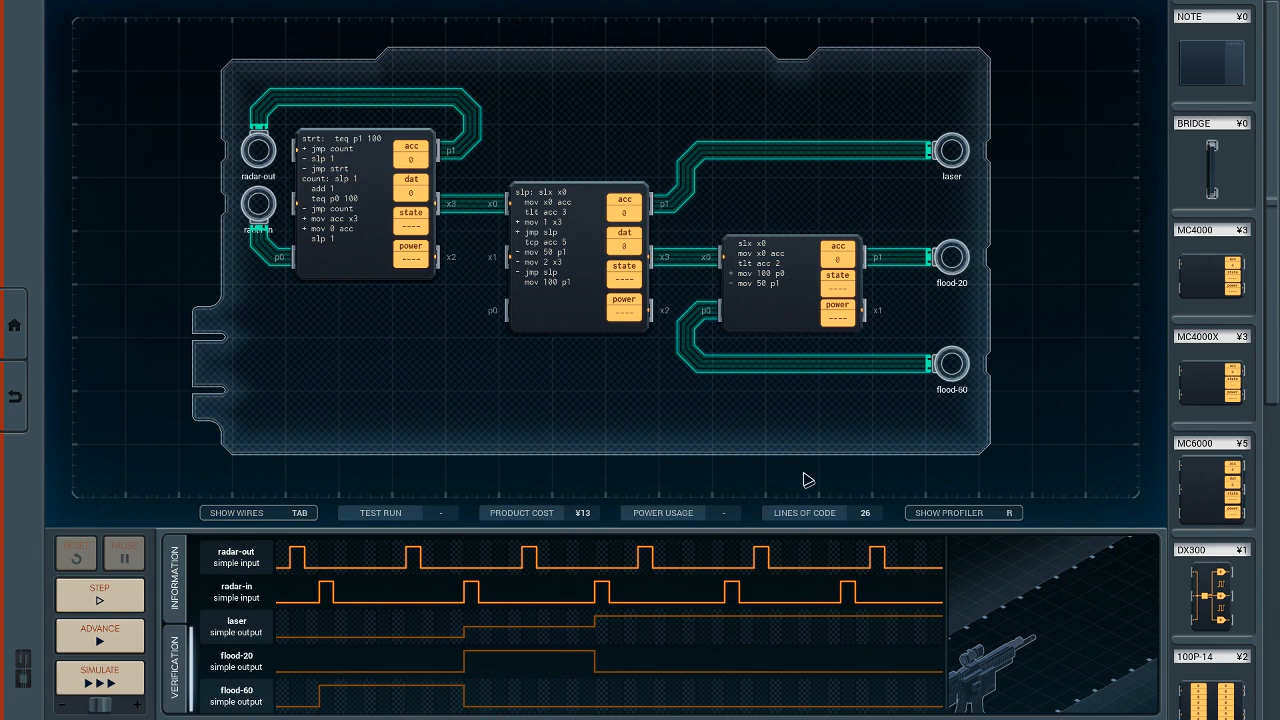 strt:  teq p1 100
+ jmp count
- slp 1
- jmp strt
count: slp 1
add 1
teq p0 100
- jmp count
+ mov acc x3
+ mov 0 acc
slp 1
acc
0
dat
0
state
----
power
----
p1
x3
x2
p0
radar-out
radar-in
slp: slx x0
mov x0 acc
tlt acc 3
+ mov 1 x3
+ jmp slp
tcp acc 5
- mov 50 p1
- mov 2 x3
- jmp slp
mov 100 p1
acc
0
dat
0
state
----
power
----
x0
x1
p0
p1
x3
x2
slx x0
mov x0 acc
tlt acc 2
+ mov 100 p0
- mov 50 p1
acc
0
state
----
power
----
x0
p0
p1
x1
laser
flood-20
flood-60
NOTE ¥0
BRIDGE ¥0
MC4000 ¥3
MC4000X ¥3
MC6000 ¥5
DX300 ¥1
100P-14 ¥2
SHOW WIRES TAB
TEST RUN -
PRODUCT COST ¥13
POWER USAGE -
LINES OF CODE 26
SHOW PROFILER R
RESET
PAUSE
STEP
ADVANCE
SIMULATE
- +
INFORMATION
VERIFICATION
radar-out
simple input
radar-in
simple input
laser
simple output
flood-20
simple output
flood-60
simple output